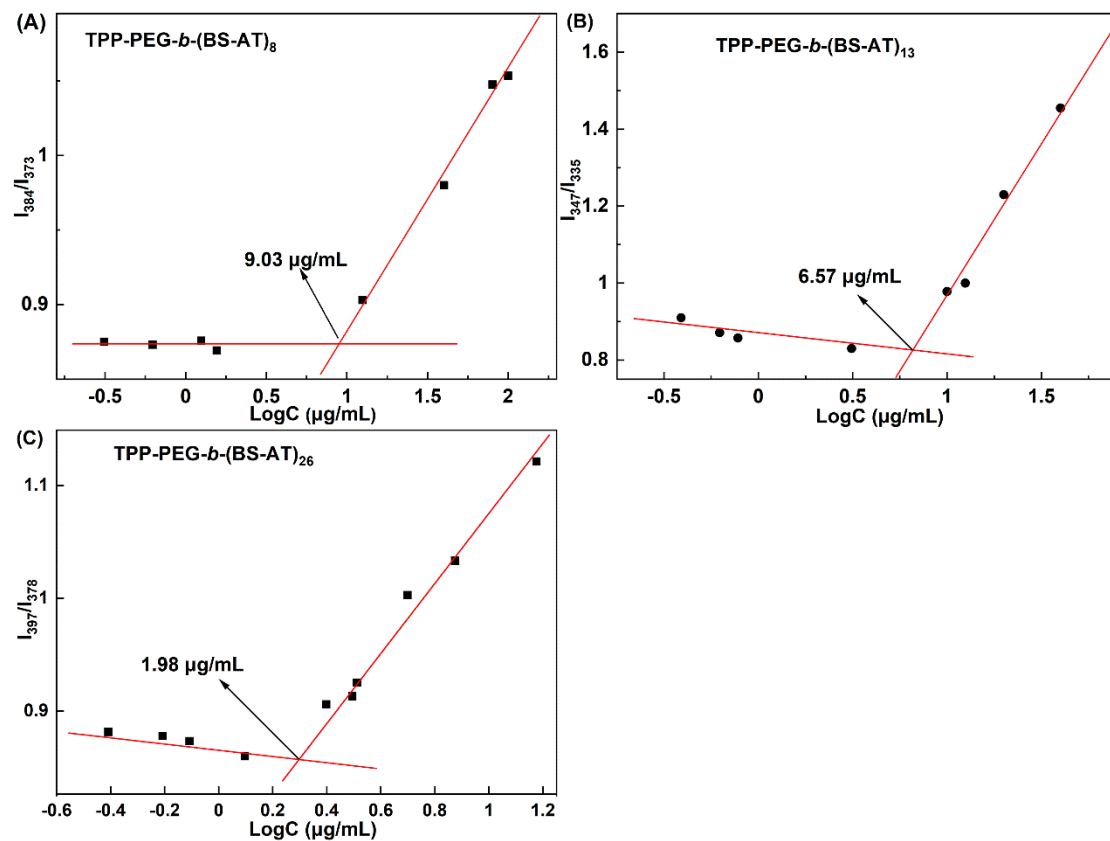 (A)
TPP-PEG-b-(BS-AT)8
I384/I373
1
0.9
9.03 µg/mL
-0.5
0
0.5
1
1.5
2
LogC (µg/mL)
(B)
TPP-PEG-b-(BS-AT)13
I347/I335
1.6
1.4
1.2
1
0.8
6.57 µg/mL
-0.5
0
0.5
1
1.5
LogC (µg/mL)
(C)
TPP-PEG-b-(BS-AT)26
I397/I378
1.1
1
0.9
1.98 µg/mL
-0.6
-0.4
-0.2
0
0.2
0.4
0.6
0.8
1
1.2
LogC (µg/mL)